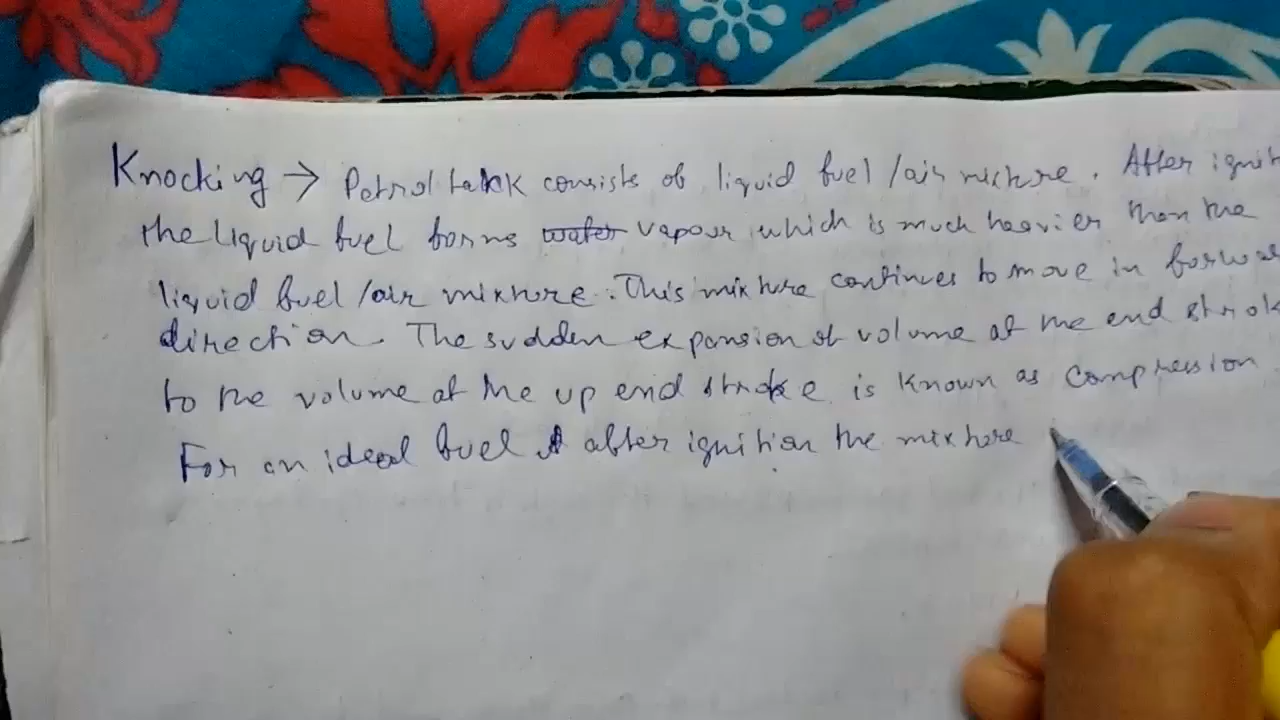 Knocking → Petrol tank consists of liquid fuel/air mixture. After ignit
the liquid fuel forms water vapour which is much heavier than the
liquid fuel/air mixture. This mixture continues to move in forwar
direction. The sudden expansion of volume at the end strok
to the volume at the up end stroke is known as compression
For an ideal fuel after ignition the mixture